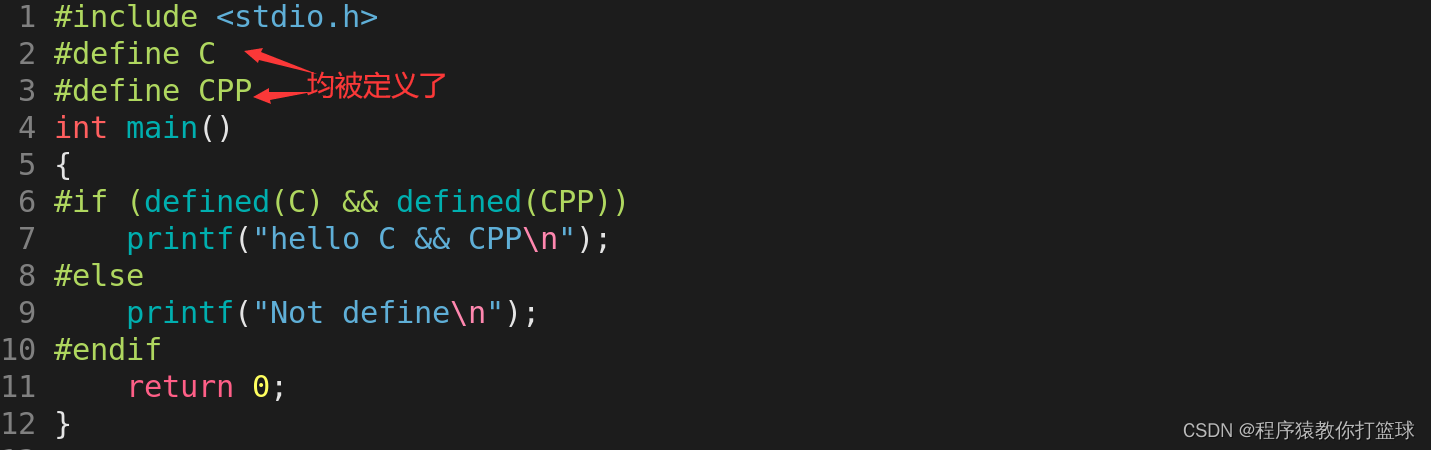 1 #include <stdio.h>
2 #define C
3 #define CPP
均被定义了
4 int main()
5 {
6 #if (defined(C) && defined(CPP))
7     printf("hello C && CPP\n");
8 #else
9     printf("Not define\n");
10 #endif
11     return 0;
12 }
CSDN @程序猿教你打篮球